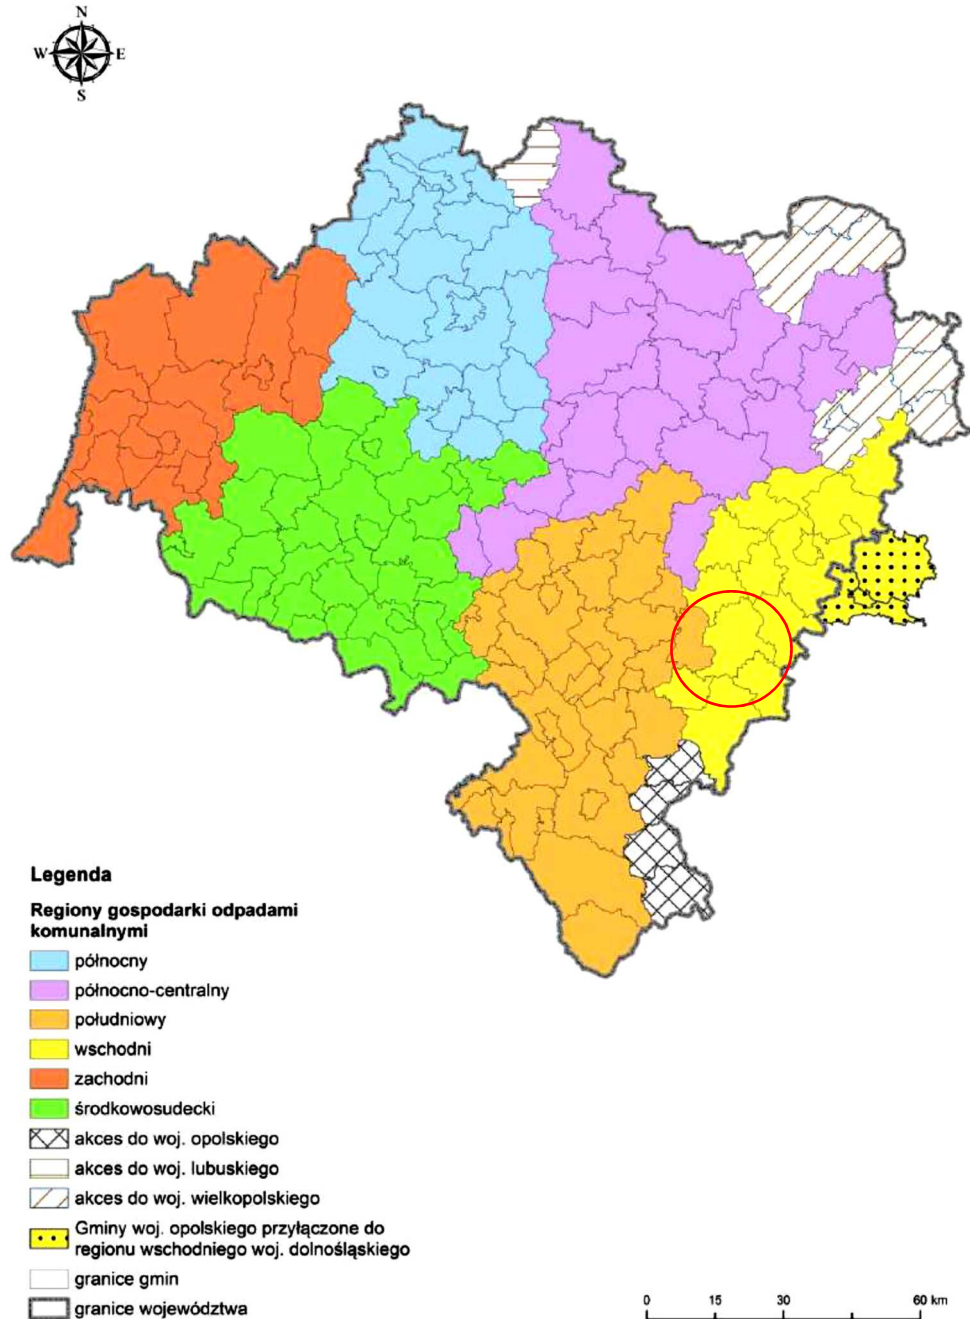 N
W E
S
Legenda
Regiony gospodarki odpadami
komunalnymi
północny
północno-centralny
południowy
wschodni
zachodni
środkowosudecki
akces do woj. opolskiego
akces do woj. lubuskiego
akces do woj. wielkopolskiego
Gminy woj. opolskiego przyłączone do
regionu wschodniego woj. dolnośląskiego
granice gmin
granice województwa
0 15 30 60 km